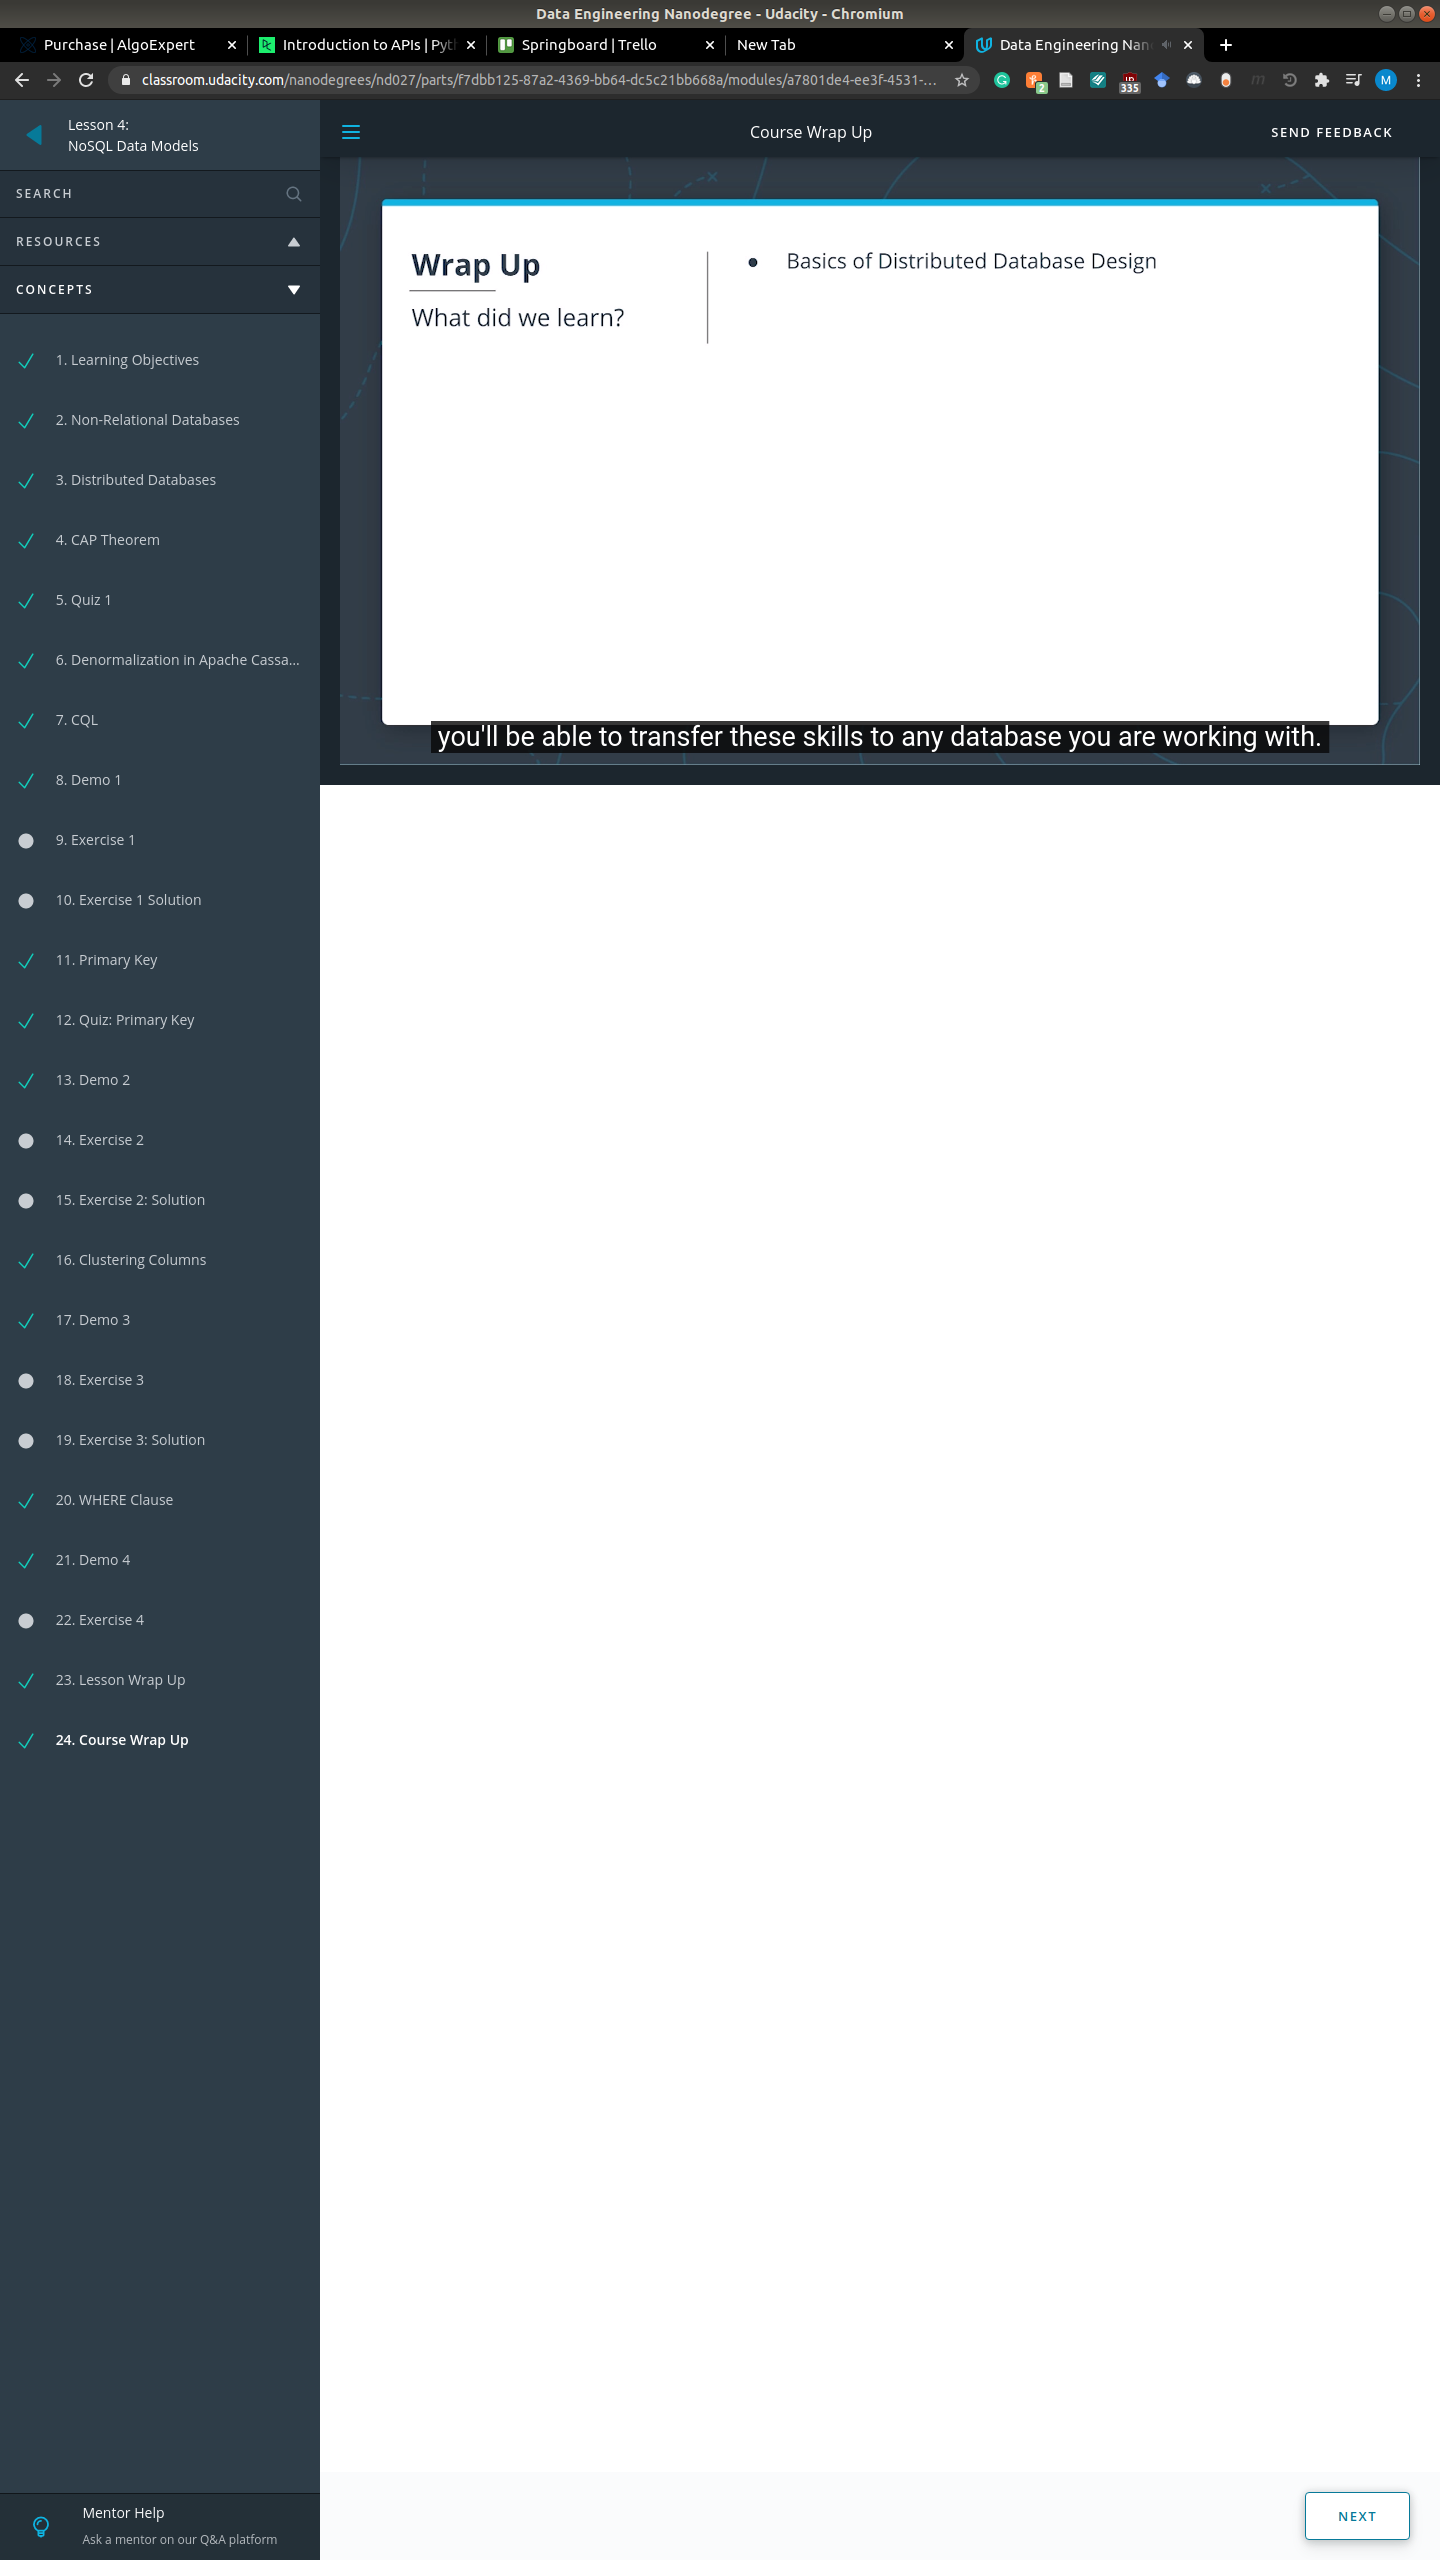 Data Engineering Nanodegree - Udacity - Chromium
Purchase | AlgoExpert
Introduction to APIs | Pyt
Springboard | Trello
New Tab
Data Engineering Nan
classroom.udacity.com/nanodegrees/nd027/parts/f7dbb125-87a2-4369-bb64-dc5c21bb668a/modules/a7801de4-ee3f-4531-...
2
335
M
Lesson 4:
NoSQL Data Models
Course Wrap Up
SEND FEEDBACK
SEARCH
RESOURCES
CONCEPTS
1. Learning Objectives
2. Non-Relational Databases
3. Distributed Databases
4. CAP Theorem
5. Quiz 1
6. Denormalization in Apache Cassa...
7. CQL
8. Demo 1
9. Exercise 1
10. Exercise 1 Solution
11. Primary Key
12. Quiz: Primary Key
13. Demo 2
14. Exercise 2
15. Exercise 2: Solution
16. Clustering Columns
17. Demo 3
18. Exercise 3
19. Exercise 3: Solution
20. WHERE Clause
21. Demo 4
22. Exercise 4
23. Lesson Wrap Up
24. Course Wrap Up
Mentor Help
Ask a mentor on our Q&A platform
Wrap Up
What did we learn?
• Basics of Distributed Database Design
you'll be able to transfer these skills to any database you are working with.
NEXT